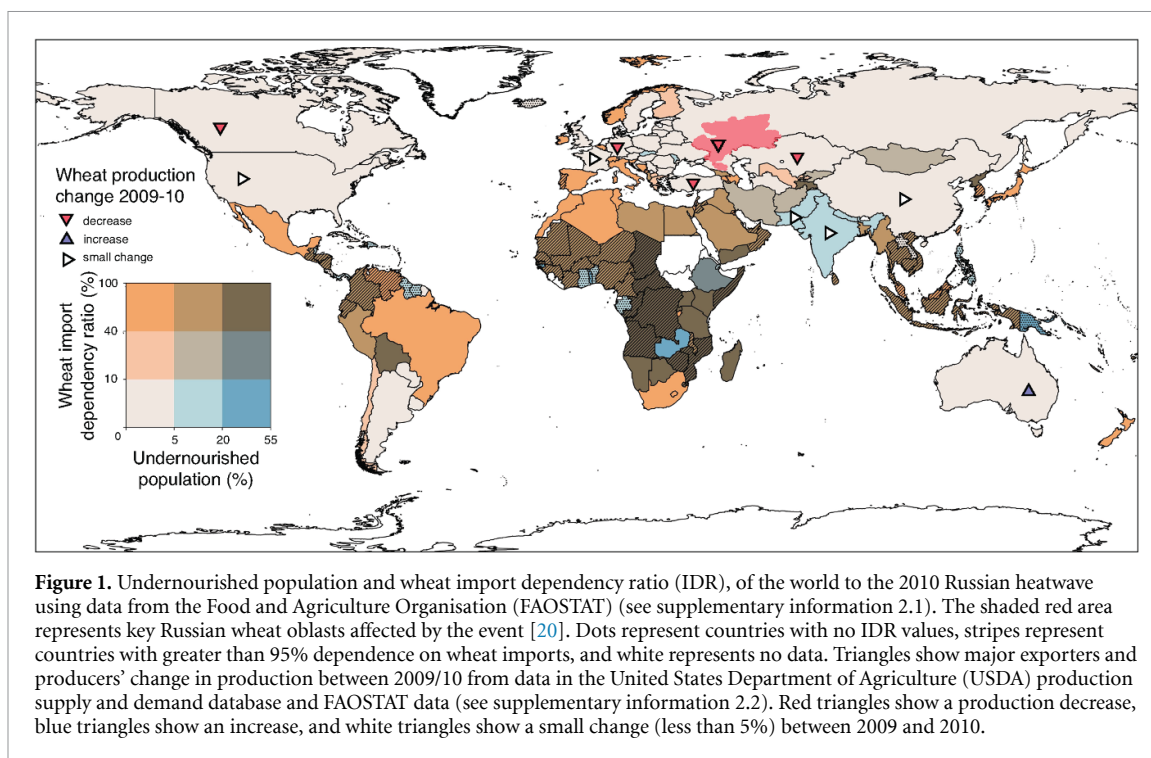 Wheat production
change 2009-10
decrease
increase
small change
Wheat import
dependency ratio (%)
100
40
10
0
5
20
55
Undernourished
population (%)
Figure 1. Undernourished population and wheat import dependency ratio (IDR), of the world to the 2010 Russian heatwave
using data from the Food and Agriculture Organisation (FAOSTAT) (see supplementary information 2.1). The shaded red area
represents key Russian wheat oblasts affected by the event [20]. Dots represent countries with no IDR values, stripes represent
countries with greater than 95% dependence on wheat imports, and white represents no data. Triangles show major exporters and
producers’ change in production between 2009/10 from data in the United States Department of Agriculture (USDA) production
supply and demand database and FAOSTAT data (see supplementary information 2.2). Red triangles show a production decrease,
blue triangles show an increase, and white triangles show a small change (less than 5%) between 2009 and 2010.